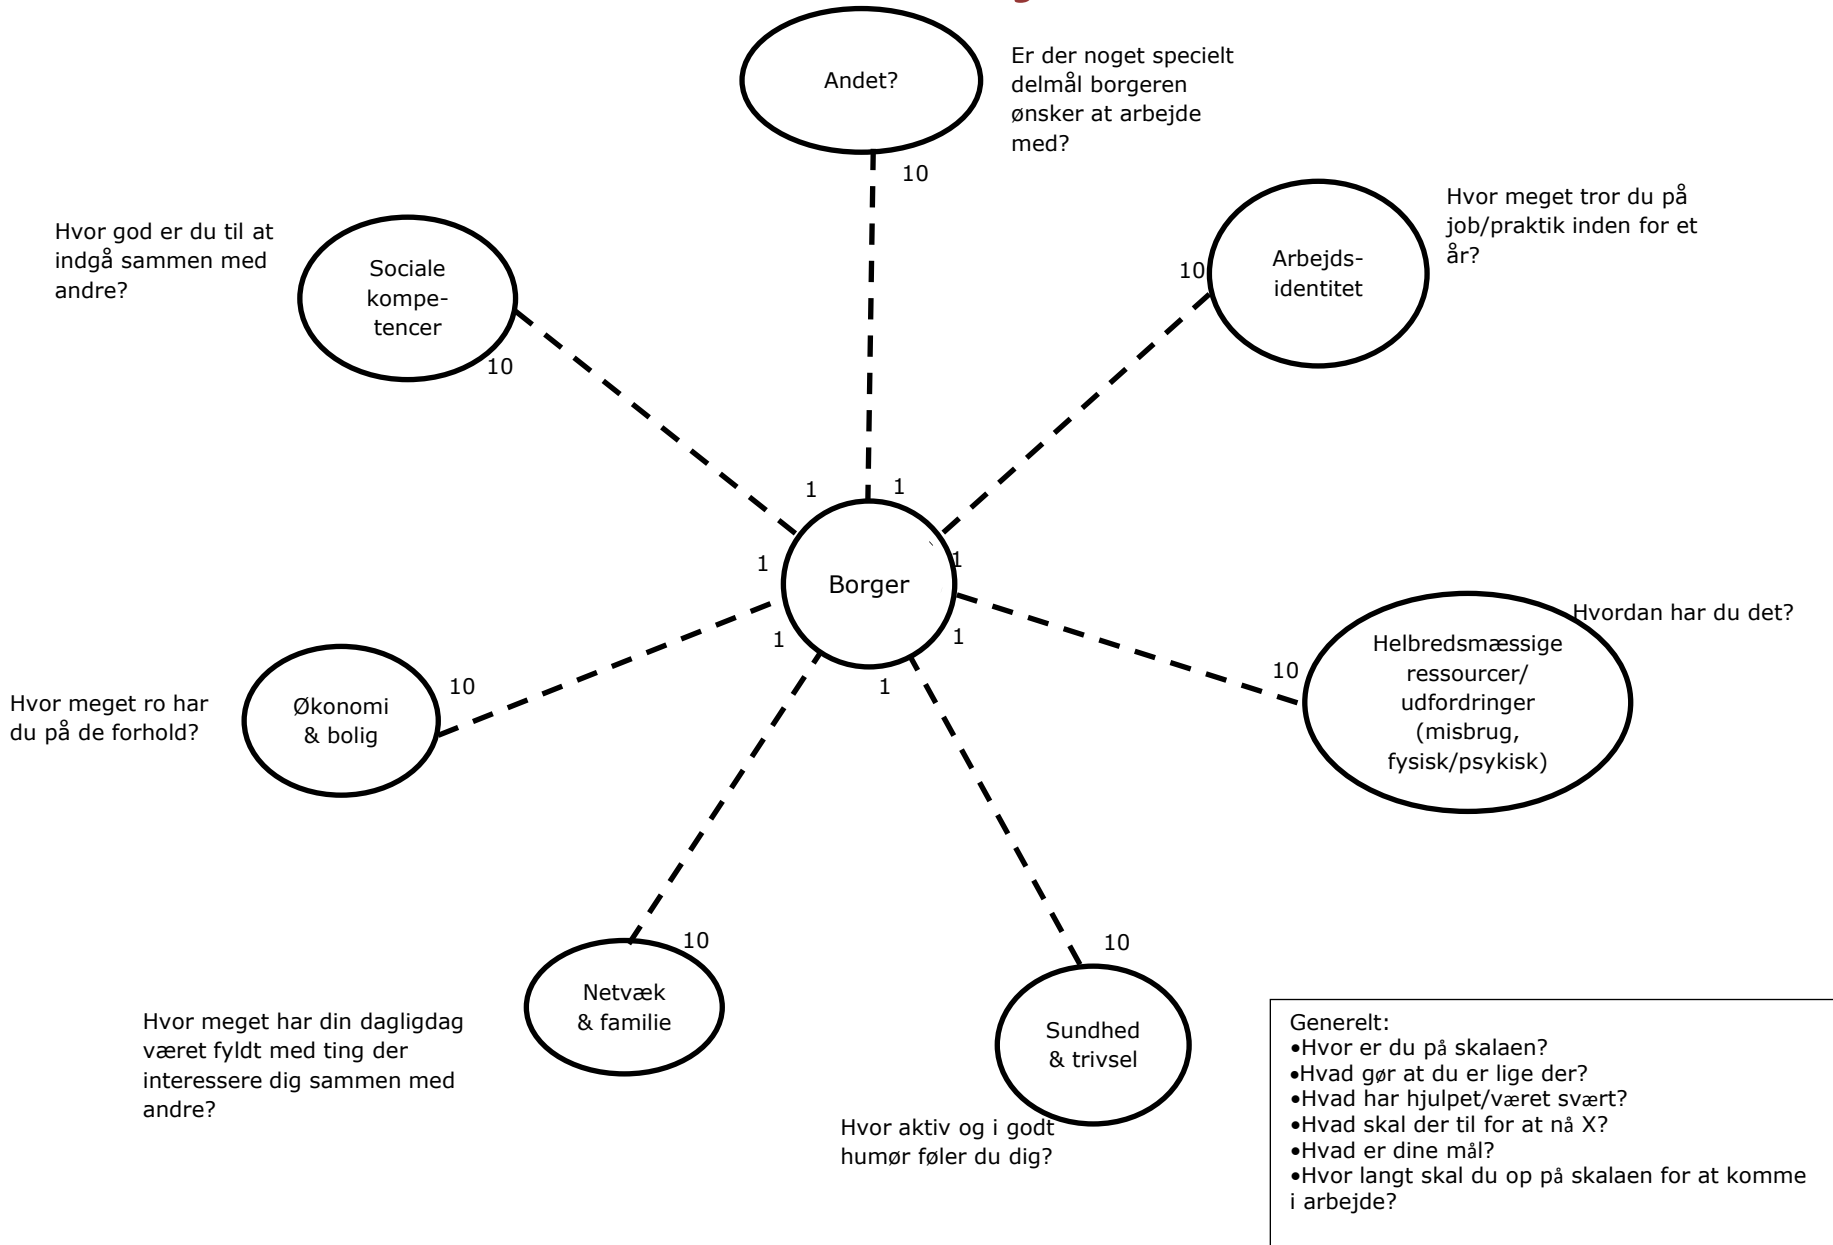 Andet?
Er der noget specielt
delmål borgeren
ønsker at arbejde
med?
10
Hvor meget tror du på
job/praktik inden for et
år?
Arbejds-
identitet
10
Hvor god er du til at
indgå sammen med
andre?
Sociale
kompe-
tencer
10
1
1
1
1
Borger
1
1
1
Hvordan har du det?
Helbredsmæssige
ressourcer/
udfordringer
(misbrug,
fysisk/psykisk)
10
Hvor meget ro har
du på de forhold?
Økonomi
& bolig
10
Netvæk
& familie
10
Hvor meget har din dagligdag
været fyldt med ting der
interessere dig sammen med
andre?
10
Sundhed
& trivsel
Hvor aktiv og i godt
humør føler du dig?
Generelt:
•Hvor er du på skalaen?
•Hvad gør at du er lige der?
•Hvad har hjulpet/været svært?
•Hvad skal der til for at nå X?
•Hvad er dine mål?
•Hvor langt skal du op på skalaen for at komme
i arbejde?